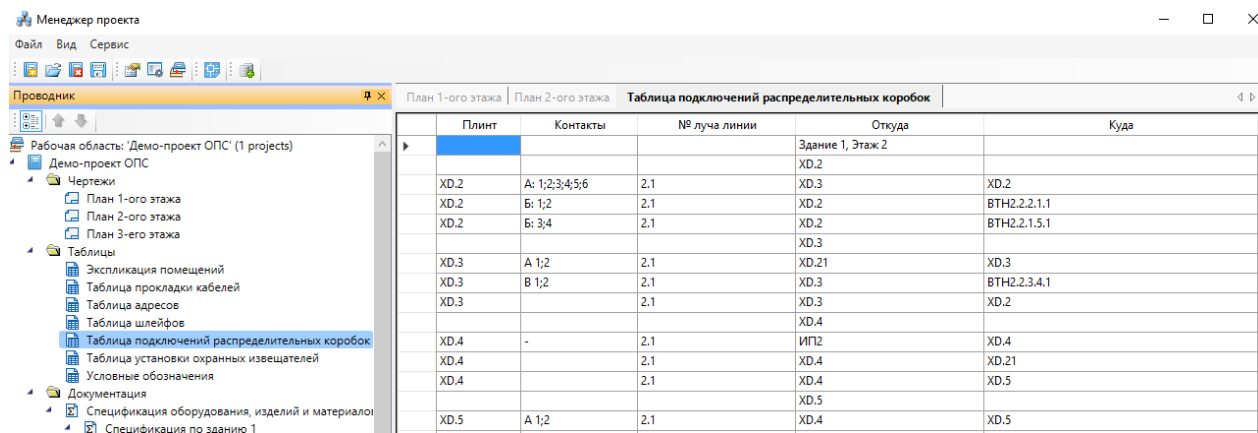 Менеджер проекта
Файл Вид Сервис
Проводник
План 1-ого этажа План 2-ого этажа Таблица подключений распределительных коробок
Плинт Контакты № луча линии Откуда Куда
Рабочая область: 'Демо-проект ОПС' (1 projects)
Здание 1, Этаж 2
Демо-проект ОПС
XD.2
Чертежи
XD.2 А: 1;2;3;4;5;6 2.1 XD.3 XD.2
План 1-ого этажа
XD.2 Б: 1;2 2.1 XD.2 ВТН2.2.2.1.1
План 2-ого этажа
XD.2 Б: 3;4 2.1 XD.2 ВТН2.2.1.5.1
План 3-его этажа
XD.3
Таблицы
XD.3 А 1;2 2.1 XD.21 XD.3
Экспликация помещений
XD.3 В 1;2 2.1 XD.3 ВТН2.2.3.4.1
Таблица прокладки кабелей
XD.3 2.1 XD.3 XD.2
Таблица адресов
XD.4
Таблица шлейфов
XD.4 - 2.1 ИП2 XD.4
Таблица подключений распределительных коробок
XD.4 2.1 XD.4 XD.21
Таблица установки охранных извещателей
XD.4 2.1 XD.4 XD.5
Условные обозначения
XD.5
Документация
XD.5 А 1;2 2.1 XD.4 XD.5
Спецификация оборудования, изделий и материалов
Спецификация по зданию 1